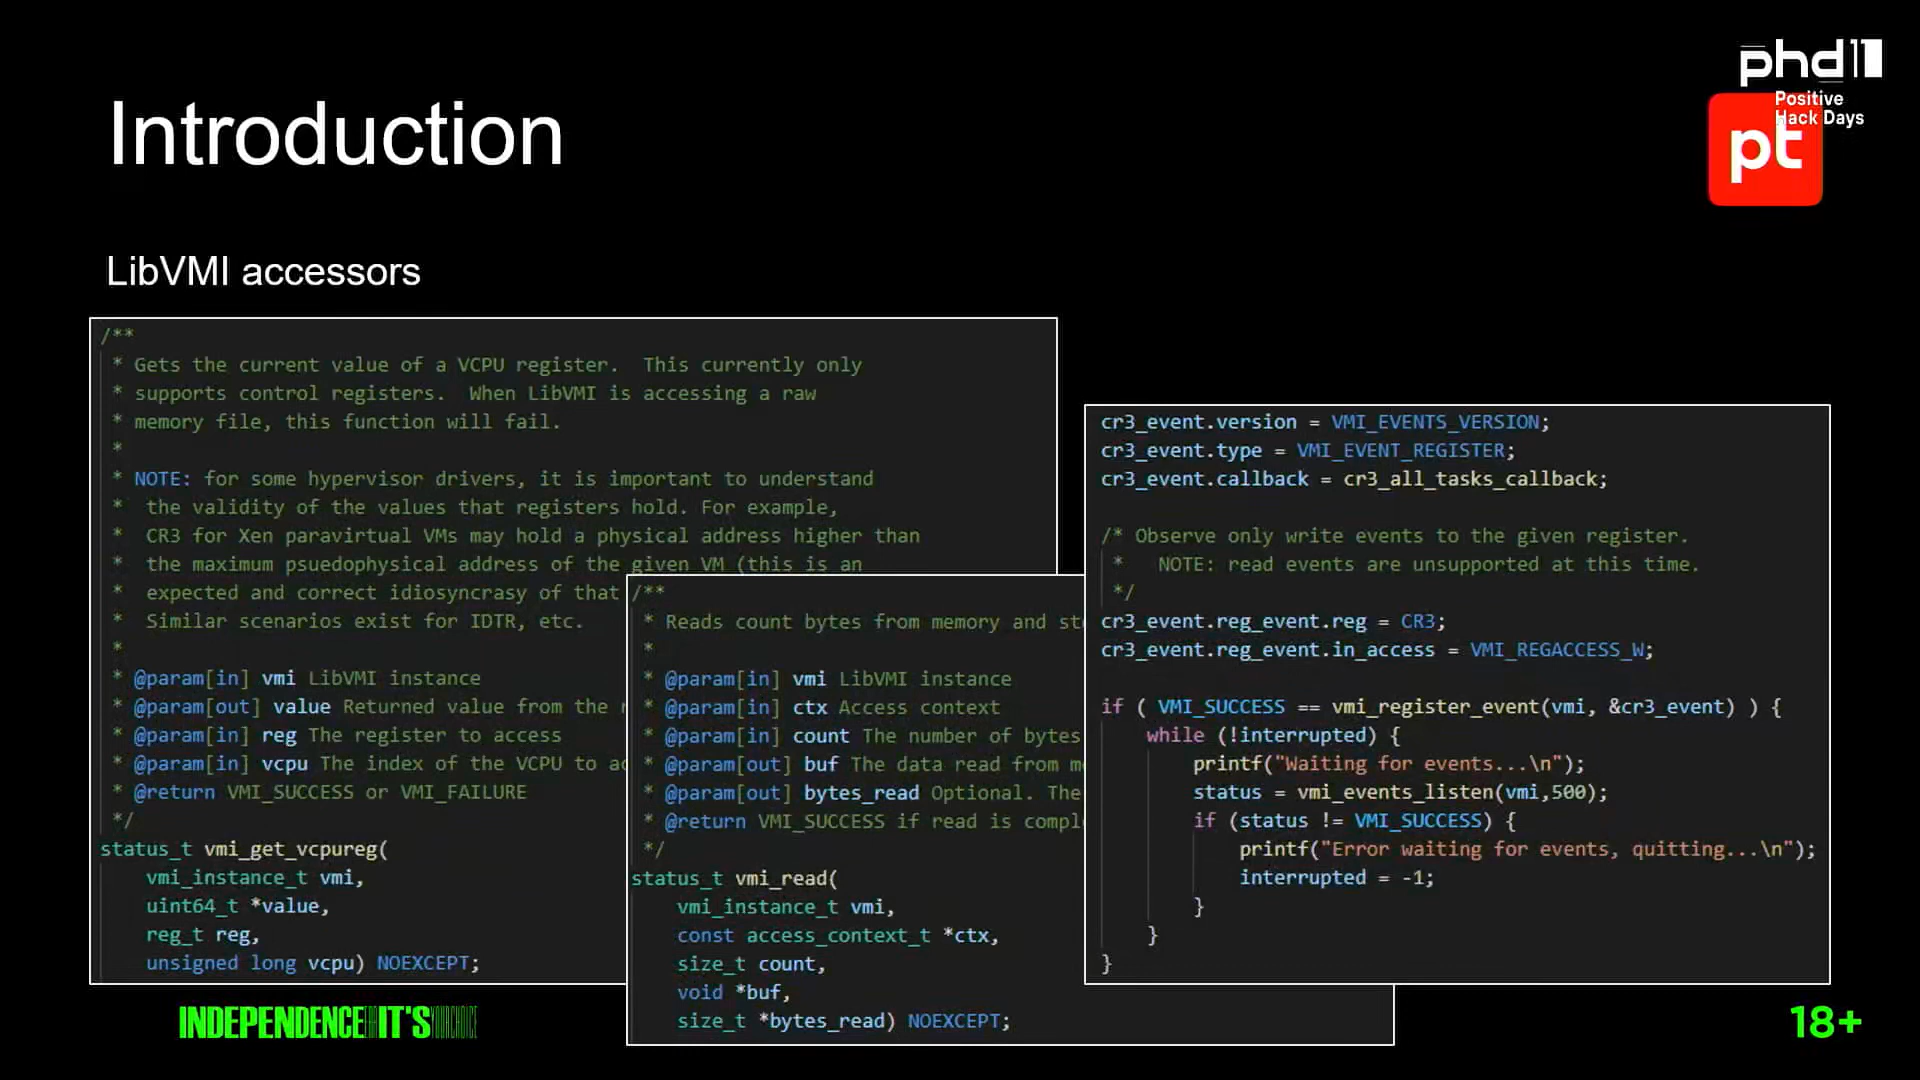 phd11
Positive
Hack Days
pt
Introduction
LibVMI accessors
/**
* Gets the current value of a VCPU register.  This currently only
* supports control registers.  When LibVMI is accessing a raw
* memory file, this function will fail.
*
* NOTE: for some hypervisor drivers, it is important to understand
*  the validity of the values that registers hold. For example,
*  CR3 for Xen paravirtual VMs may hold a physical address higher than
*  the maximum psuedophysical address of the given VM (this is an
*  expected and correct idiosyncrasy of that
*  Similar scenarios exist for IDTR, etc.
*
* @param[in] vmi LibVMI instance
* @param[out] value Returned value from the
* @param[in] reg The register to access
* @param[in] vcpu The index of the VCPU to
* @return VMI_SUCCESS or VMI_FAILURE
*/
status_t vmi_get_vcpureg(
vmi_instance_t vmi,
uint64_t *value,
reg_t reg,
unsigned long vcpu) NOEXCEPT;
/**
* Reads count bytes from memory and
*
* @param[in] vmi LibVMI instance
* @param[in] ctx Access context
* @param[in] count The number of bytes
* @param[out] buf The data read from
* @param[out] bytes_read Optional. The
* @return VMI_SUCCESS if read is
*/
status_t vmi_read(
vmi_instance_t vmi,
const access_context_t *ctx,
size_t count,
void *buf,
size_t *bytes_read) NOEXCEPT;
cr3_event.version = VMI_EVENTS_VERSION;
cr3_event.type = VMI_EVENT_REGISTER;
cr3_event.callback = cr3_all_tasks_callback;
/* Observe only write events to the given register.
*   NOTE: read events are unsupported at this time.
*/
cr3_event.reg_event.reg = CR3;
cr3_event.reg_event.in_access = VMI_REGACCESS_W;
if ( VMI_SUCCESS == vmi_register_event(vmi, &cr3_event) ) {
while (!interrupted) {
printf("Waiting for events...\n");
status = vmi_events_listen(vmi,500);
if (status != VMI_SUCCESS) {
printf("Error waiting for events, quitting...\n");
interrupted = -1;
}
}
}
INDEPENDENCE IT'S
18+